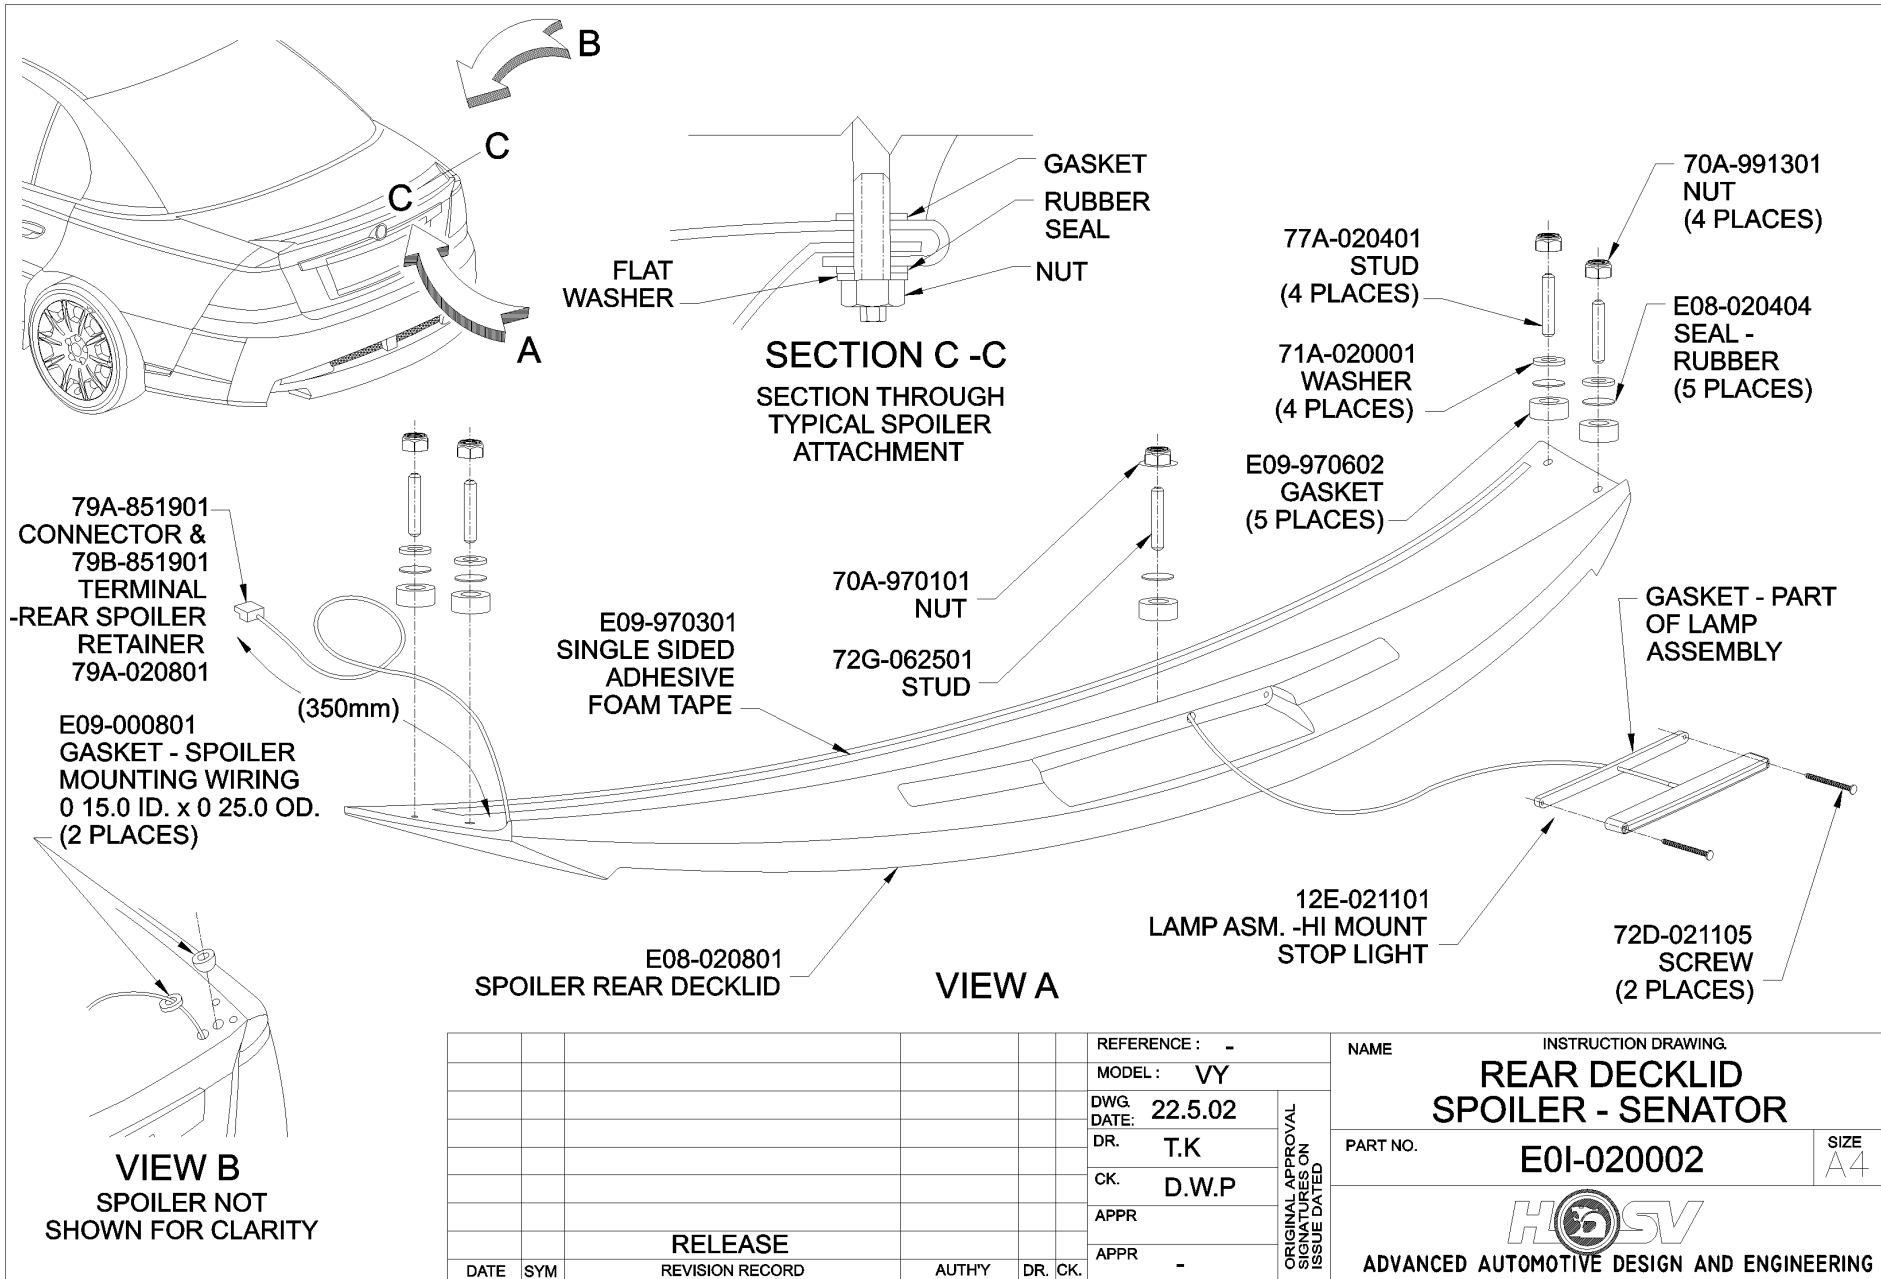 B
C
C
A
GASKET
RUBBER
SEAL
FLAT
WASHER
NUT
SECTION C -C
SECTION THROUGH
TYPICAL SPOILER
ATTACHMENT
70A-991301
NUT
(4 PLACES)
77A-020401
STUD
(4 PLACES)
E08-020404
SEAL -
RUBBER
(5 PLACES)
71A-020001
WASHER
(4 PLACES)
E09-970602
GASKET
(5 PLACES)
79A-851901
CONNECTOR &
79B-851901
TERMINAL
-REAR SPOILER
RETAINER
79A-020801
(350mm)
E09-970301
SINGLE SIDED
ADHESIVE
FOAM TAPE
70A-970101
NUT
72G-062501
STUD
GASKET - PART
OF LAMP
ASSEMBLY
E09-000801
GASKET - SPOILER
MOUNTING WIRING
0 15.0 ID. x 0 25.0 OD.
(2 PLACES)
12E-021101
LAMP ASM. -HI MOUNT
STOP LIGHT
72D-021105
SCREW
(2 PLACES)
E08-020801
SPOILER REAR DECKLID
VIEW A
VIEW B
SPOILER NOT
SHOWN FOR CLARITY
RELEASE
DATE SYM REVISION RECORD AUTH'Y DR. CK.
REFERENCE : -
MODEL : VY
DWG.
DATE: 22.5.02
DR. T.K
CK. D.W.P
APPR
APPR -
ORIGINAL APPROVAL
SIGNATURES ON
ISSUE DATED
NAME INSTRUCTION DRAWING.
REAR DECKLID
SPOILER - SENATOR
PART NO. E0I-020002
SIZE
A4
HSV
ADVANCED AUTOMOTIVE DESIGN AND ENGINEERING